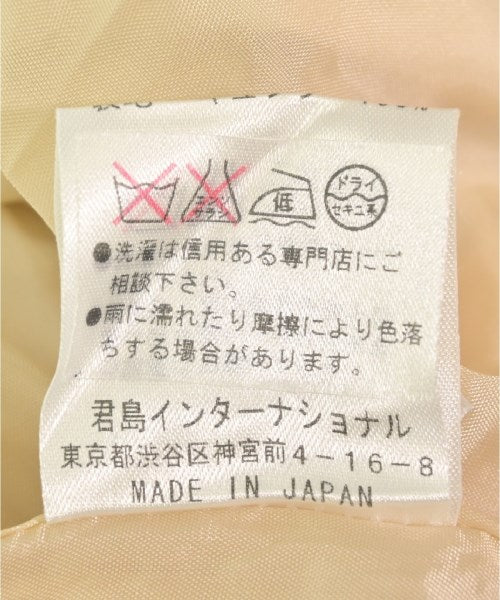 100%
低 ドライ
セキユ系
●洗濯は信用ある専門店にご
相談下さい。
●雨に濡れたり摩擦により色落
ちする場合があります。
君島インターナショナル
東京都渋谷区神宮前4-16-8
MADE IN JAPAN